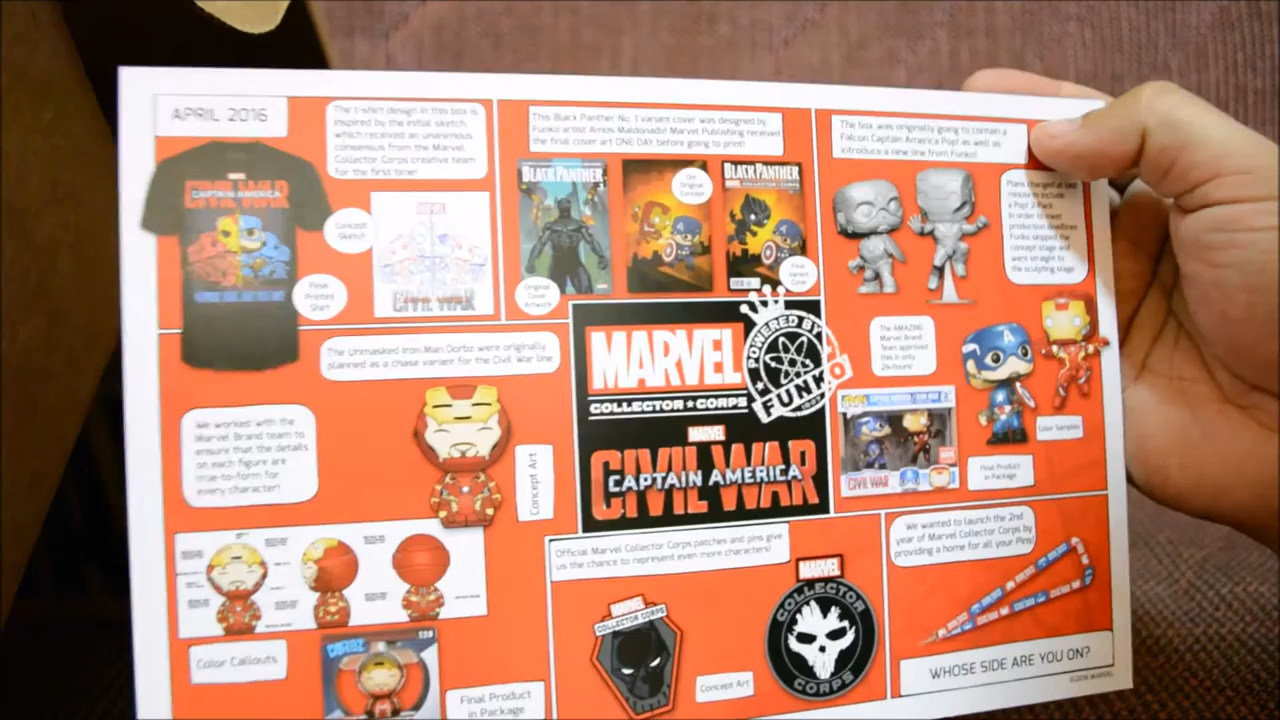 APRIL 2016
The t-shirt design in this box is
inspired by the initial sketch
which received an unanimous
consensus from the Marvel
Collector Corps creative team
for the first time!
MARVEL
CAPTAIN AMERICA
CIVIL WAR
Concept
Sketch
Final
Printed
Shirt
MARVEL
CIVIL WAR
This Black Panther No. 1 variant cover was designed by
Funko artist Amos Maldonado! Marvel Publishing received
the final cover art ONE DAY before going to print!
BLACK PANTHER
Original
Cover
Artwork
Our
Original
Concept
BLACK PANTHER
COLLECTOR CORPS
Final
Variant
Cover
The box was originally going to contain a
Falcon Captain America Pop! as well as
introduce a new line from Funko!
Plans changed at last
minute to include
a Pop! 2-Pack
In order to meet
production deadlines
Funko skipped the
concept stage and
went straight to
the sculpting stage
The AMAZING
Marvel Brand
Team approved
this in only
24-hours!
Color Samples
CIVIL WAR
Final Product
in Package
The Unmasked Iron Man Dorbz were originally
planned as a chase variant for the Civil War line
We worked with the
Marvel Brand team to
ensure that the details
on each figure are
true-to-form for
every character!
Concept Art
Color Callouts
DORBZ
Final Product
in Package
MARVEL
COLLECTOR★CORPS
POWERED BY
FUNKO
MARVEL
CAPTAIN AMERICA
CIVIL WAR
Official Marvel Collector Corps patches and pins give
us the chance to represent even more characters!
MARVEL
COLLECTOR CORPS
Concept Art
MARVEL
COLLECTOR
CORPS
We wanted to launch the 2nd
year of Marvel Collector Corps by
providing a home for all your Pins!
WHOSE SIDE ARE YOU ON?
©2016 MARVEL